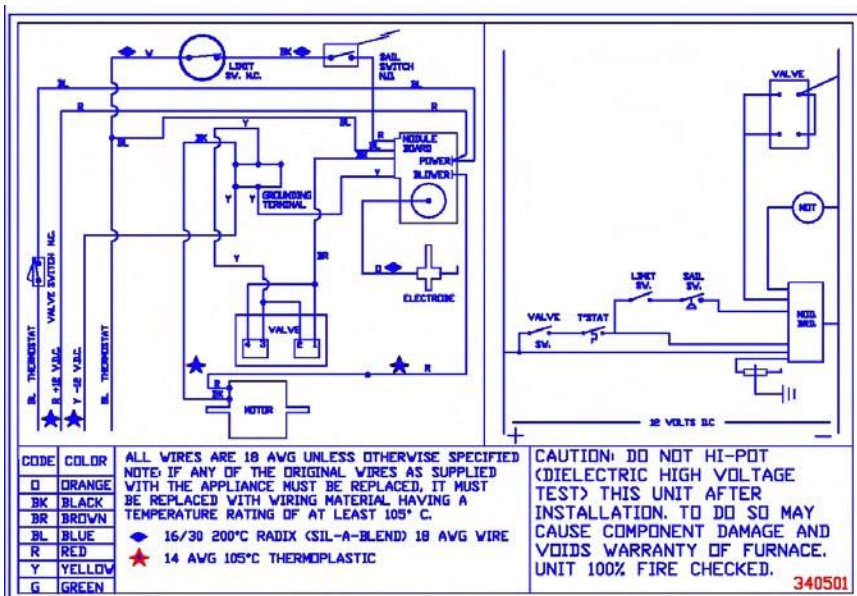 W
LIMIT
SW. N.C.
BK
SAIL
SWITCH
N.O.
BL
BL
R
R
BL
BK
Y
BL
R
BL
BK
Y
MODULE
BOARD
POWER
BLOWER
Y
Y
GROUNDING
TERMINAL
Y
BR
O
ELECTRODE
VALVE
4 3 2 1
R
BK
MOTOR
R
VALVE SWITCH N.C.
BL THERMOSTAT
R +12 V.D.C.
Y -12 V.D.C.
BL THERMOSTAT
VALVE
MOT
LIMIT
SW.
SAIL
SW.
VALVE
SW.
T'STAT
MOD.
BRD.
12 VOLTS D.C
+ −
CODE COLOR
O ORANGE
BK BLACK
BR BROWN
BL BLUE
R RED
Y YELLOW
G GREEN
ALL WIRES ARE 18 AWG UNLESS OTHERWISE SPECIFIED
NOTE: IF ANY OF THE ORIGINAL WIRES AS SUPPLIED
WITH THE APPLIANCE MUST BE REPLACED, IT MUST
BE REPLACED WITH WIRING MATERIAL HAVING A
TEMPERATURE RATING OF AT LEAST 105° C.
16/30 200°C RADIX (SIL-A-BLEND) 18 AWG WIRE
14 AWG 105°C THERMOPLASTIC
CAUTION: DO NOT HI-POT
(DIELECTRIC HIGH VOLTAGE
TEST) THIS UNIT AFTER
INSTALLATION. TO DO SO MAY
CAUSE COMPONENT DAMAGE AND
VOIDS WARRANTY OF FURNACE.
UNIT 100% FIRE CHECKED.
340501